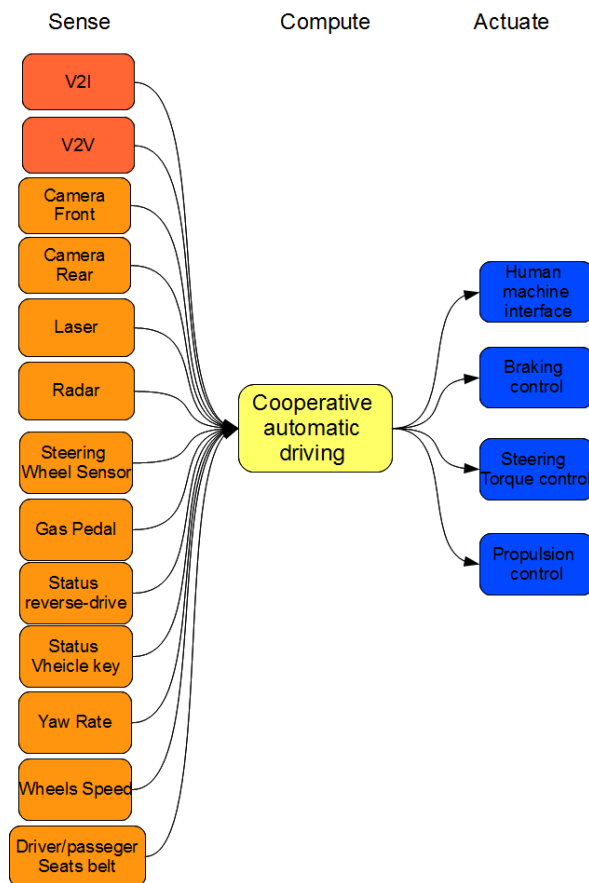 Sense
Compute
Actuate
V2I
V2V
Camera
Front
Camera
Rear
Laser
Radar
Steering
Wheel Sensor
Gas Pedal
Status
reverse-drive
Status
Vheicle key
Yaw Rate
Wheels Speed
Driver/passeger
Seats belt
Cooperative
automatic
driving
Human
machine
interface
Braking
control
Steering
Torque control
Propulsion
control